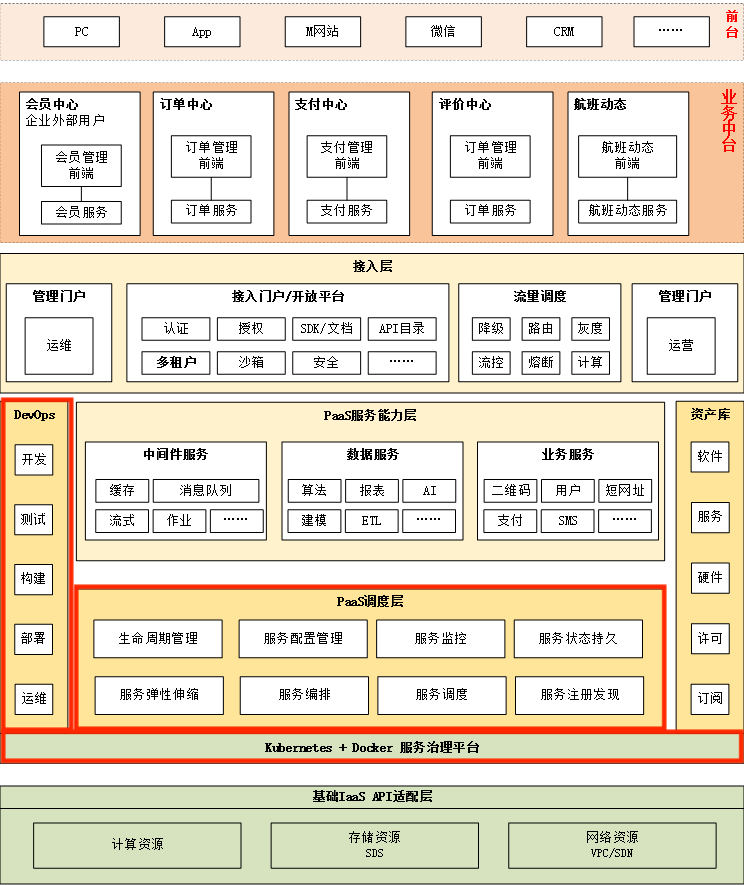 前台
PC
App
M网站
微信
CRM
……
业务中台
会员中心
企业外部用户
会员管理
前端
会员服务
订单中心
订单管理
前端
订单服务
支付中心
支付管理
前端
支付服务
评价中心
订单管理
前端
订单服务
航班动态
航班动态
前端
航班动态服务
接入层
管理门户
运维
接入门户/开放平台
认证
授权
SDK/文档
API目录
多租户
沙箱
安全
……
流量调度
降级
路由
灰度
流控
熔断
计算
管理门户
运营
DevOps
开发
测试
构建
部署
运维
PaaS服务能力层
中间件服务
缓存
消息队列
流式
作业
……
数据服务
算法
报表
AI
建模
ETL
……
业务服务
二维码
用户
短网址
支付
SMS
……
资产库
软件
服务
硬件
许可
订阅
PaaS调度层
生命周期管理
服务配置管理
服务监控
服务状态持久
服务弹性伸缩
服务编排
服务调度
服务注册发现
Kubernetes + Docker 服务治理平台
基础IaaS API适配层
计算资源
存储资源
SDS
网络资源
VPC/SDN